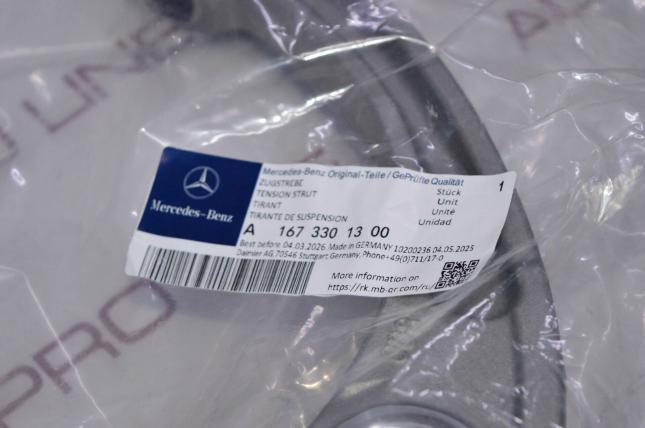 Mercedes-Benz
Mercedes-Benz Original-Teile / GePrüfte Qualität
ZUGSTREBE
TENSION STRUT
TIRANT
TIRANTE DE SUSPENSION
1
Stück
Unit
Unité
Unidad
A 167 330 13 00
Best before 04.03.2026. Made in GERMANY 10200236 04.05.2025
Daimler AG,70546 Stuttgart, Germany, Phone+49(0)711/17-0
More information on
https://rk.mb-qr.com/ru/
PRO
LINE